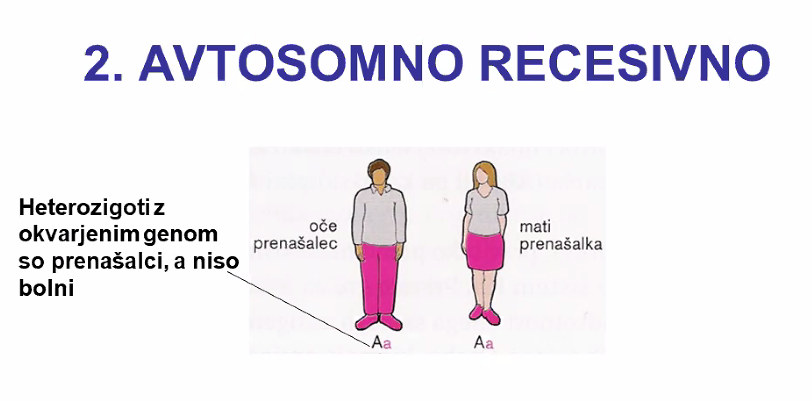 2. AVTOSOMNO RECESIVNO
Heterozigoti z
okvarjenim genom
so prenašalci, a niso
bolni
oče
prenašalec
mati
prenašalka
Aa
Aa